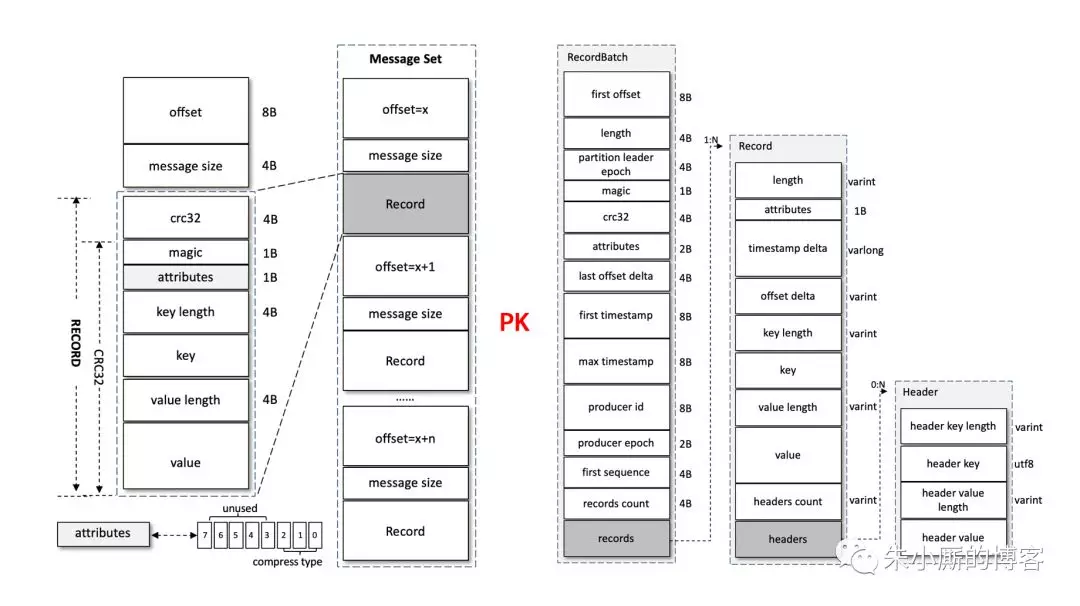 offset
8B
message size
4B
crc32
4B
magic
1B
attributes
1B
key length
4B
key
value length
4B
value
RECORD
CRC32
unused
attributes
7 6 5 4 3 2 1 0
compress type
Message Set
offset=x
message size
Record
offset=x+1
message size
Record
......
offset=x+n
message size
Record
PK
RecordBatch
first offset
8B
length
4B
partition leader
epoch
4B
magic
1B
crc32
4B
attributes
2B
last offset delta
4B
first timestamp
8B
max timestamp
8B
producer id
8B
producer epoch
2B
first sequence
4B
records count
4B
records
1:N
Record
length
varint
attributes
1B
timestamp delta
varlong
offset delta
varint
key length
varint
key
value length
varint
value
headers count
varint
headers
0:N
Header
header key length
varint
header key
utf8
header value
length
varint
header value
朱小厮的博客